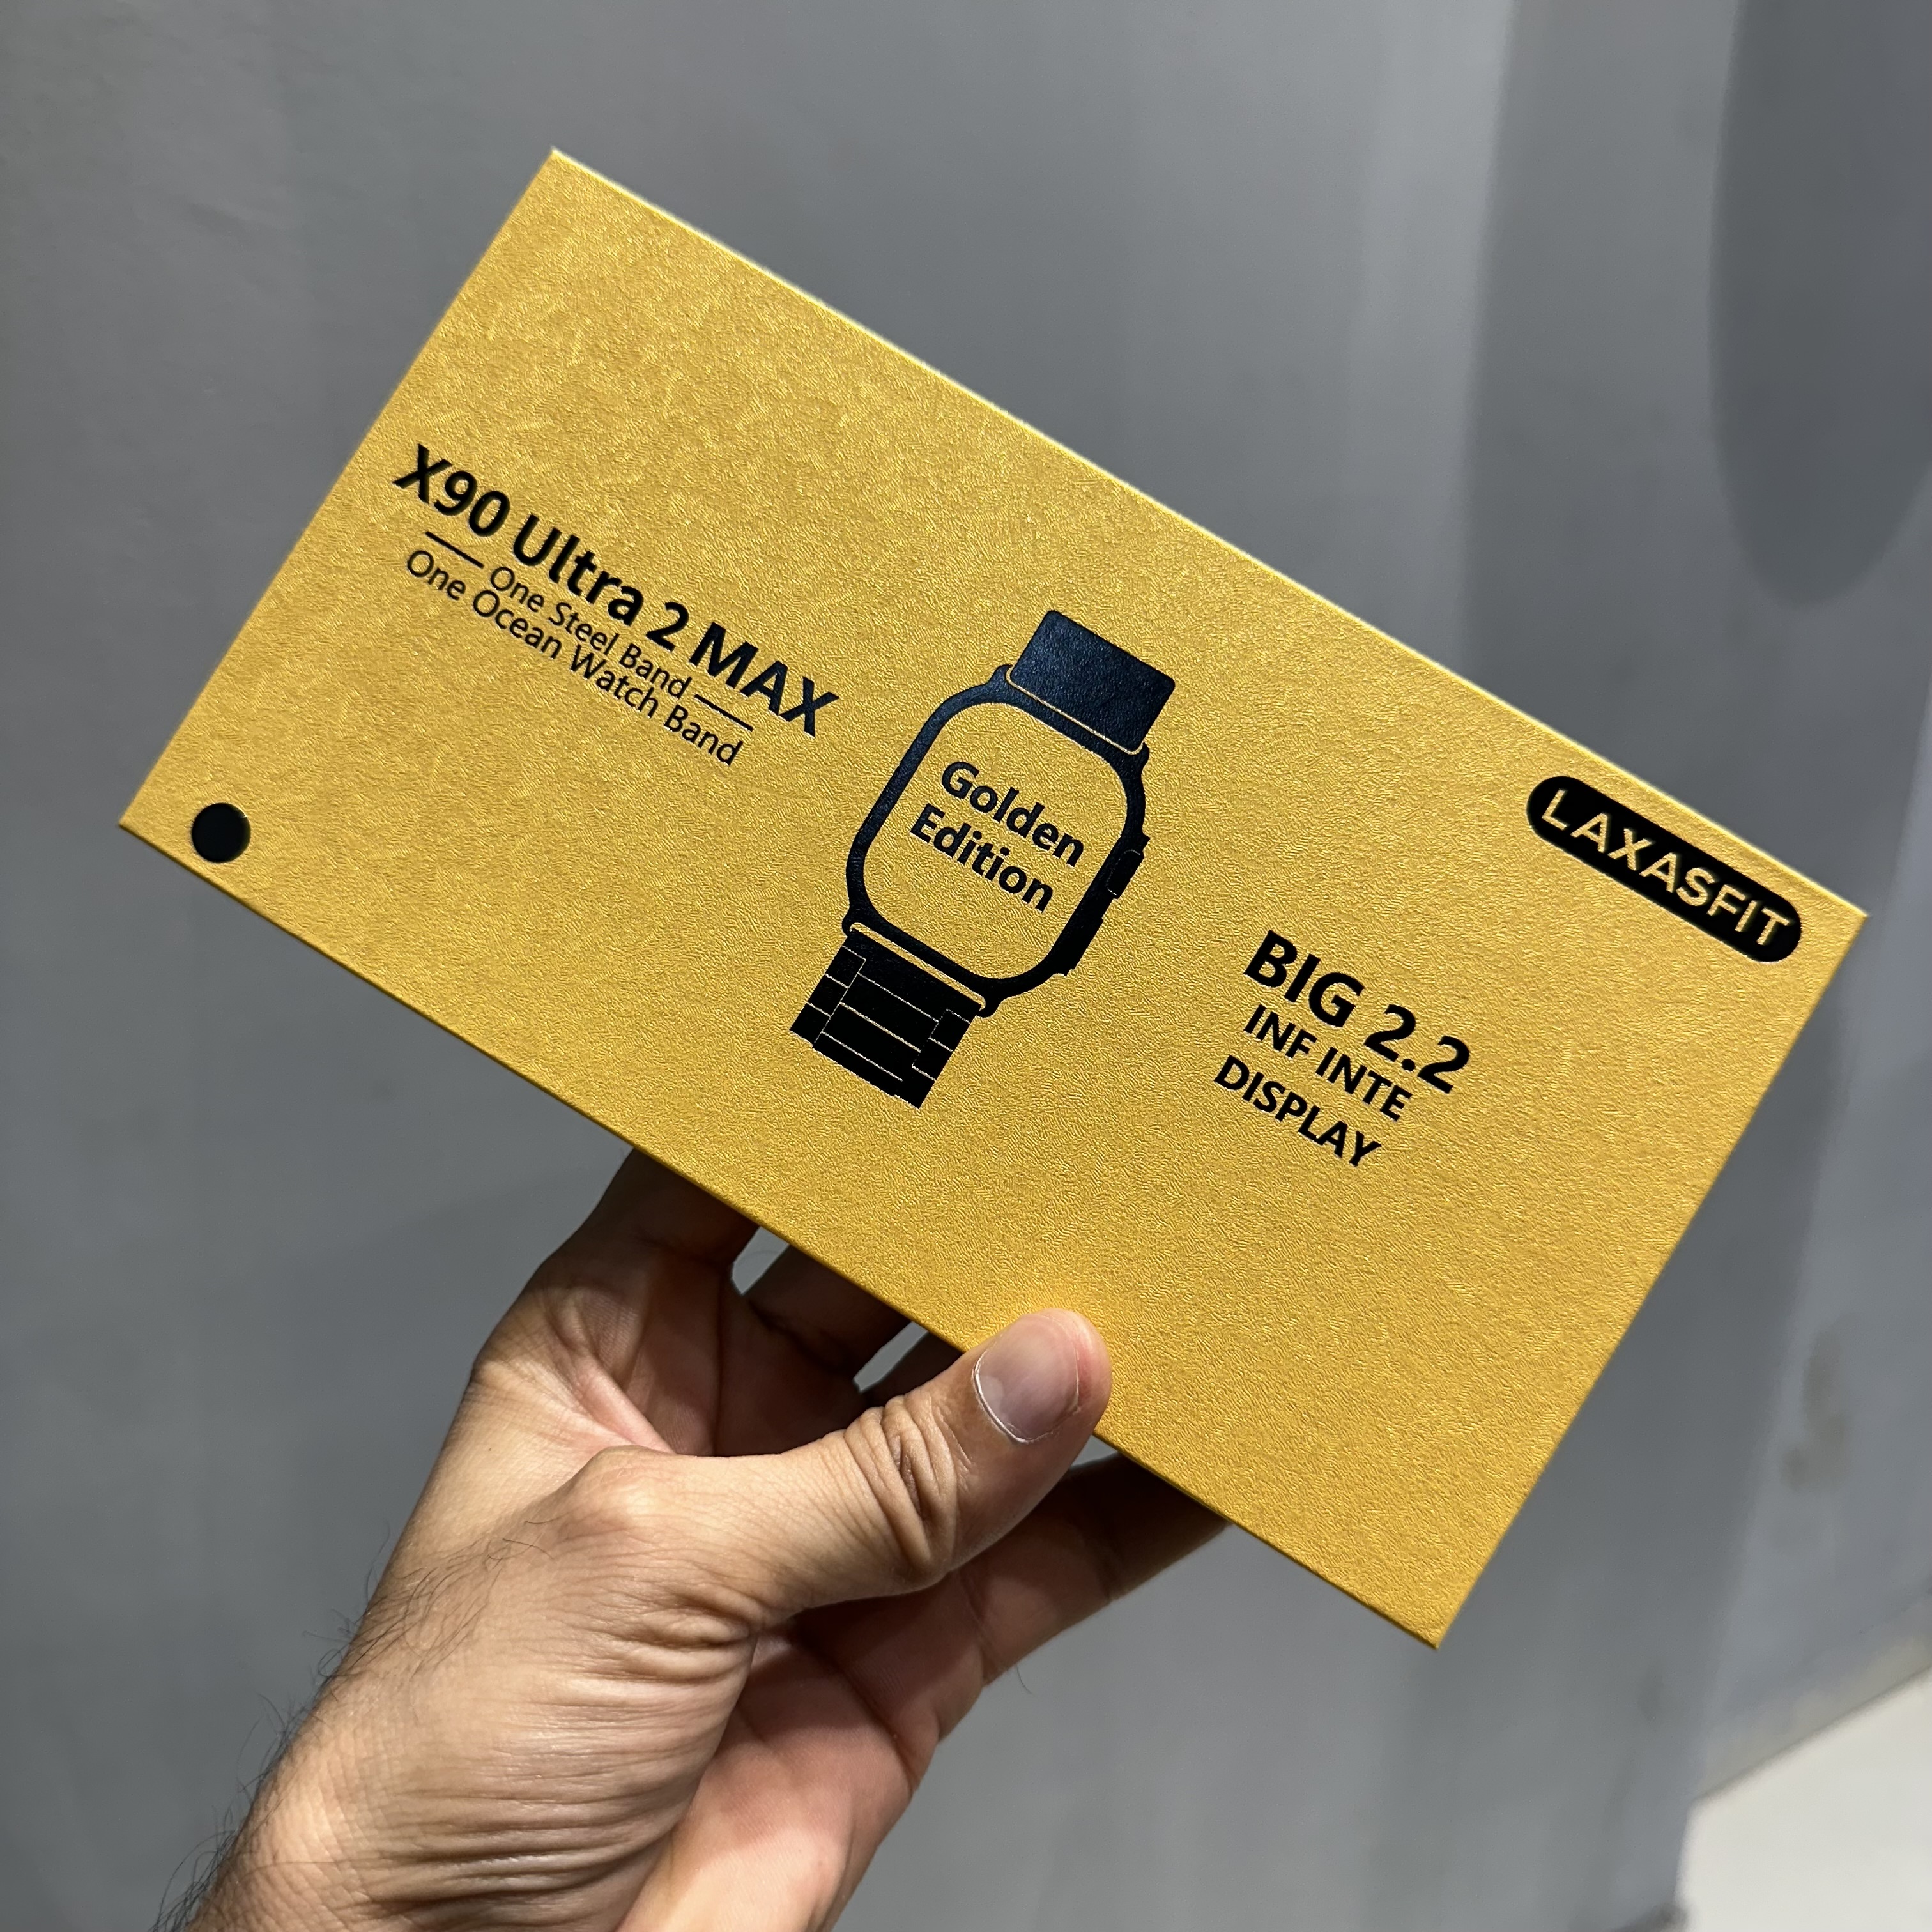 X90 Ultra 2 MAX
One Steel Band
One Ocean Watch Band
Golden
Edition
LAXASFIT
BIG 2.2
INF INTE
DISPLAY